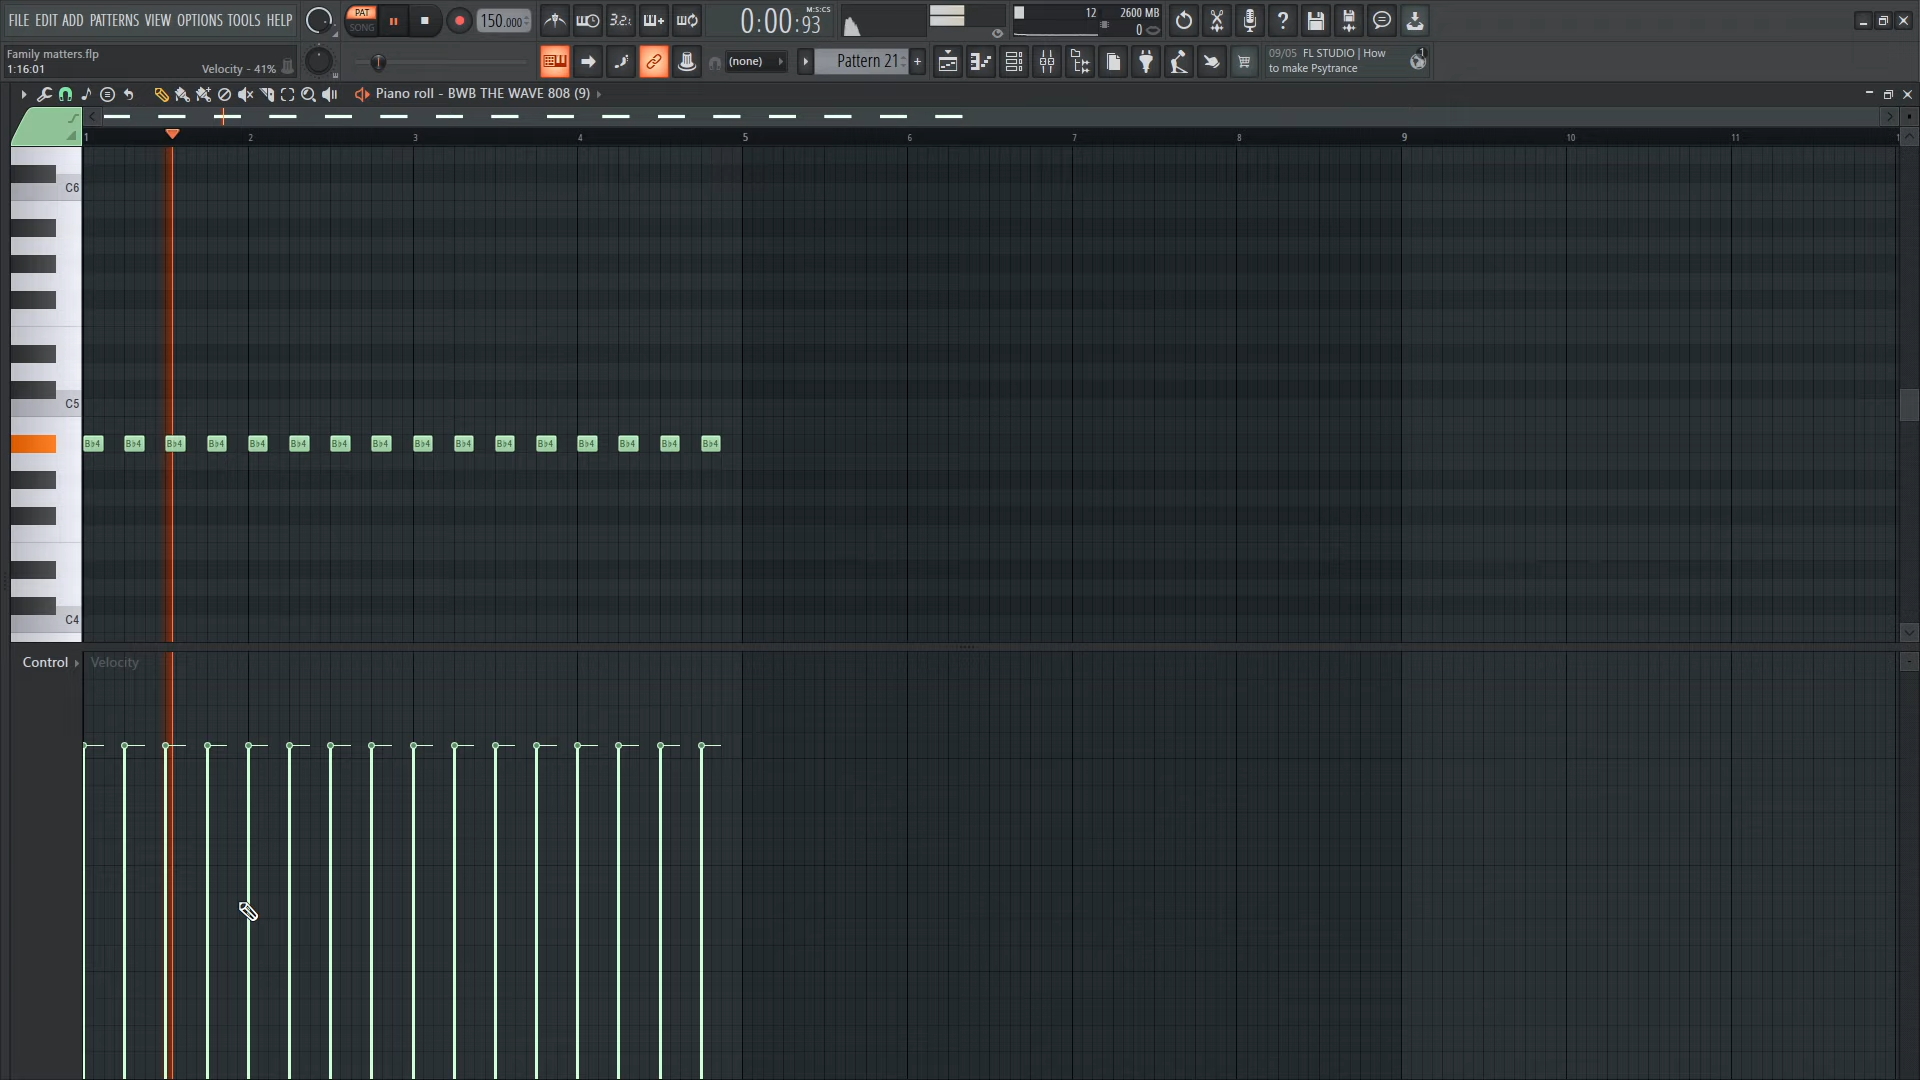 FILE EDIT ADD PATTERNS VIEW OPTIONS TOOLS HELP
PAT
SONG
150.000
3.2.
0:00:93
M:S:CS
12
2600 MB
0
Family matters.flp
1:16:01
Velocity - 41%
(none)
Pattern 21
+
09/05 FL STUDIO | How
to make Psytrance
1
Piano roll - BWB THE WAVE 808 (9)
1 2 3 4 5 6 7 8 9 10 11
C6
C5
B♭4 B♭4 B♭4 B♭4 B♭4 B♭4 B♭4 B♭4 B♭4 B♭4 B♭4 B♭4 B♭4 B♭4 B♭4 B♭4
C4
Control
Velocity